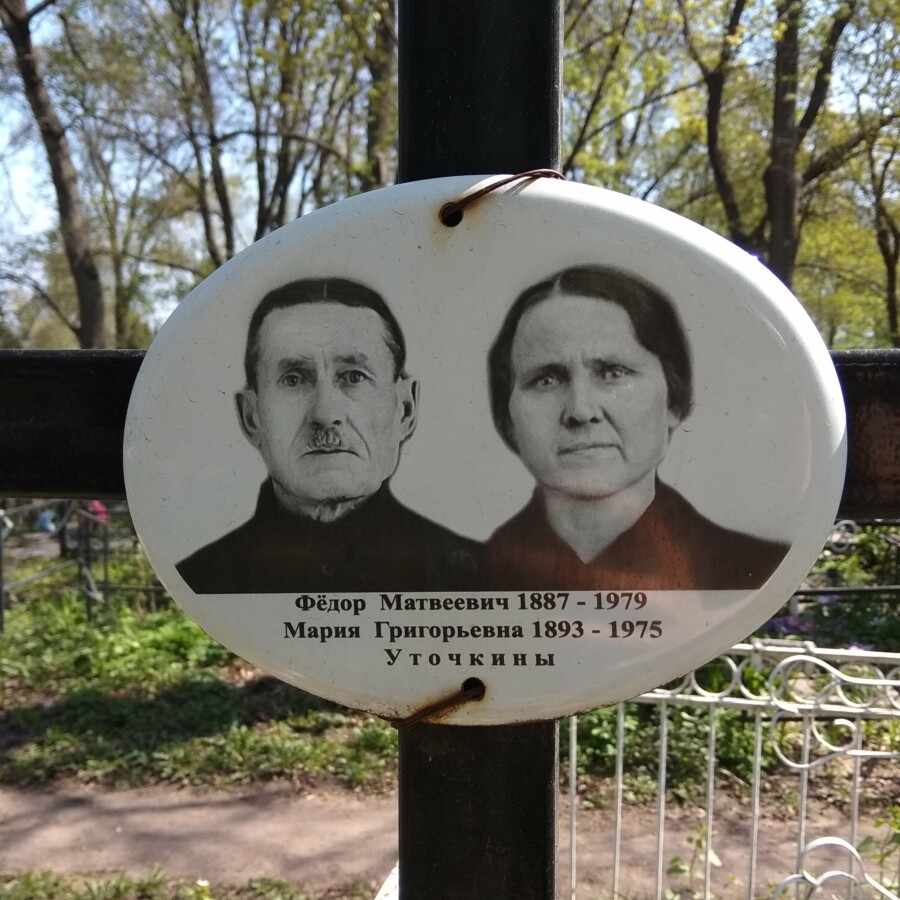 Фёдор Матвеевич 1887 - 1979
Мария Григорьевна 1893 - 1975
Уточкины